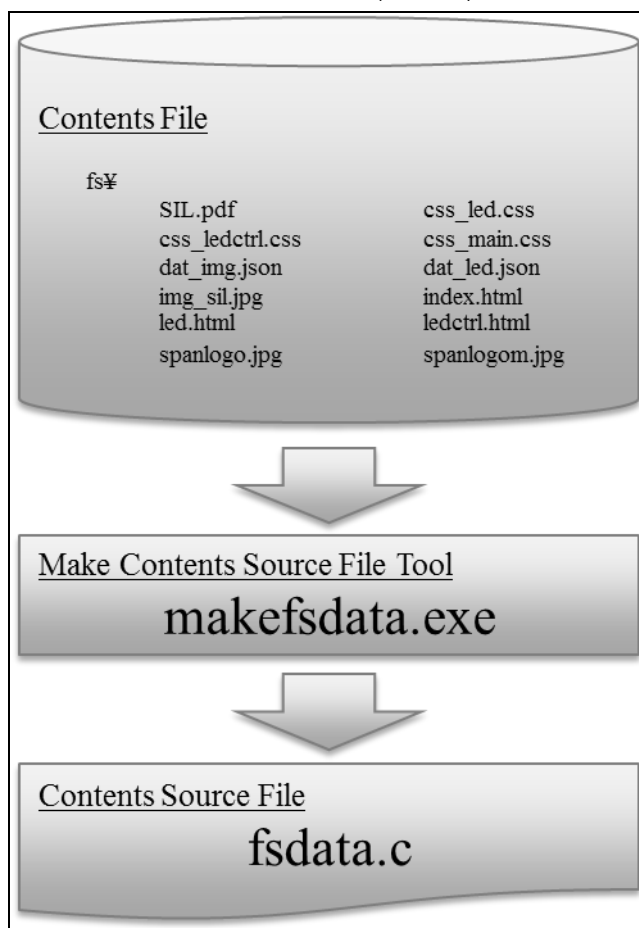 Contents File
fs¥
SIL.pdf css_led.css
css_ledctrl.css css_main.css
dat_img.json dat_led.json
img_sil.jpg index.html
led.html ledctrl.html
spanlogo.jpg spanlogom.jpg
Make Contents Source File Tool
makefsdata.exe
Contents Source File
fsdata.c